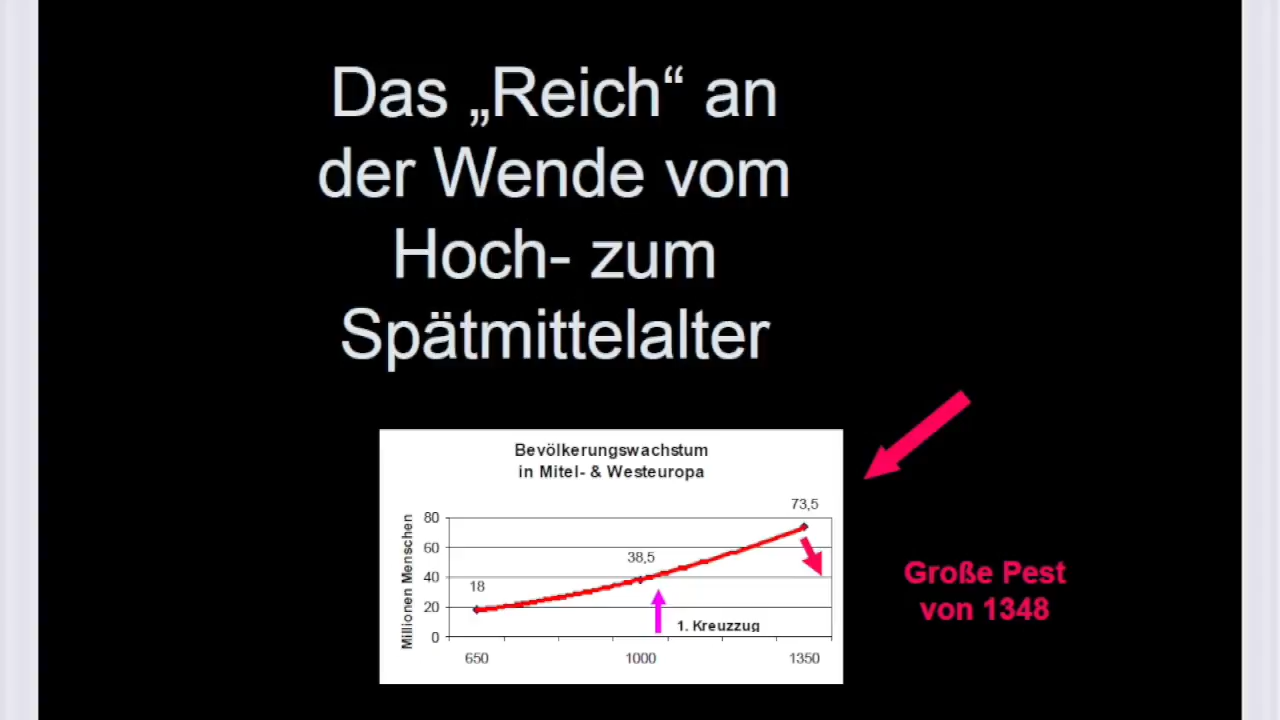 Das „Reich“ an
der Wende vom
Hoch- zum
Spätmittelalter
Bevölkerungswachstum
in Mitel- & Westeuropa
Millionen Menschen
80
60
40
20
0
18
38,5
73,5
1. Kreuzzug
650 1000 1350
Große Pest
von 1348